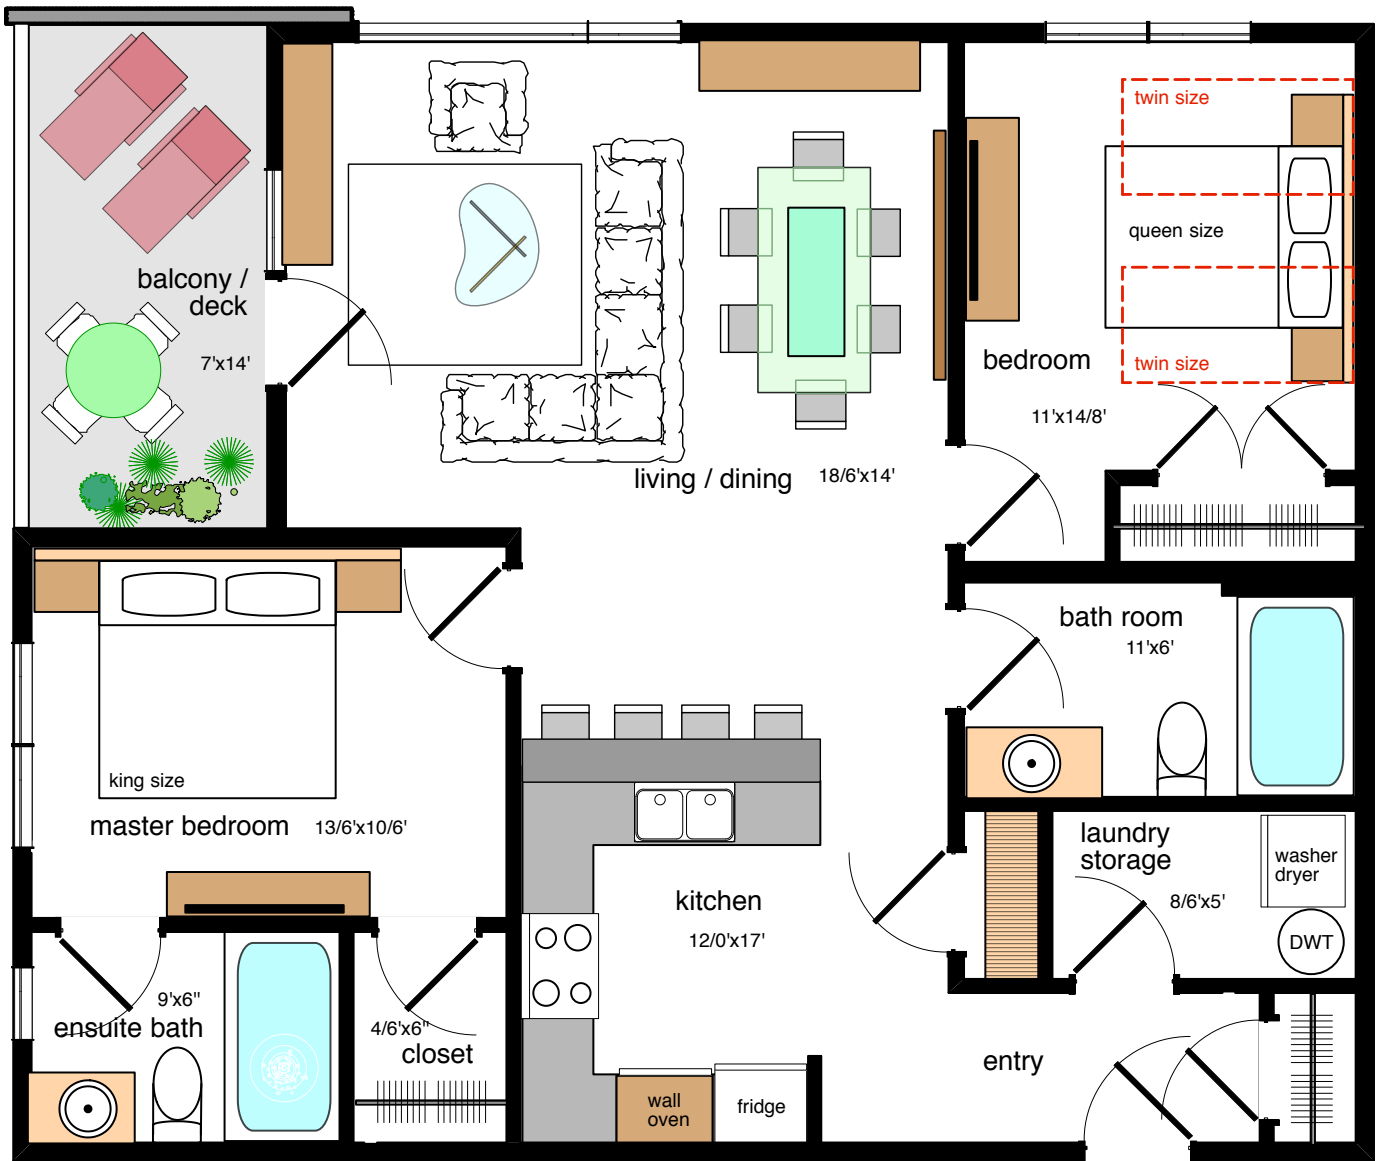 twin size
queen size
twin size
bedroom
11'x14/8'
balcony /
deck
7'x14'
living / dining
18/6'x14'
bath room
11'x6'
king size
master bedroom
13/6'x10/6'
laundry
storage
8/6'x5'
washer
dryer
DWT
kitchen
12/0'x17'
9'x6"
ensuite bath
4/6'x6"
closet
entry
wall
oven
fridge